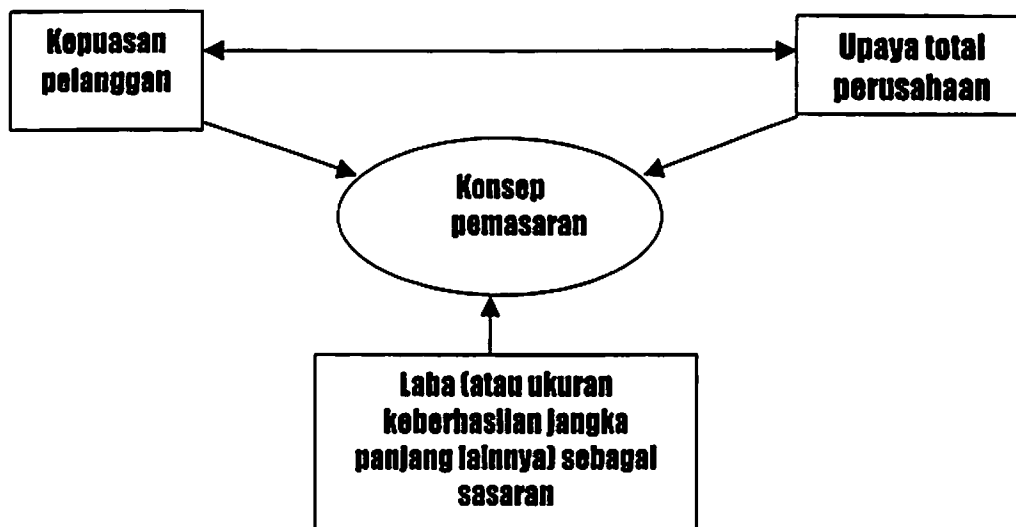 Kepuasan
pelanggan
Upaya total
perusahaan
Konsep
pemasaran
Laba (atau ukuran
keberhasilan jangka
panjang lainnya) sebagai
sasaran